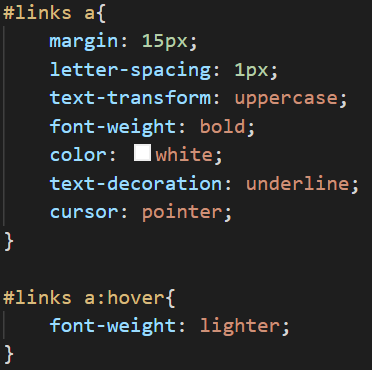 #links a{
    margin: 15px;
    letter-spacing: 1px;
    text-transform: uppercase;
    font-weight: bold;
    color: white;
    text-decoration: underline;
    cursor: pointer;
}

#links a:hover{
    font-weight: lighter;
}